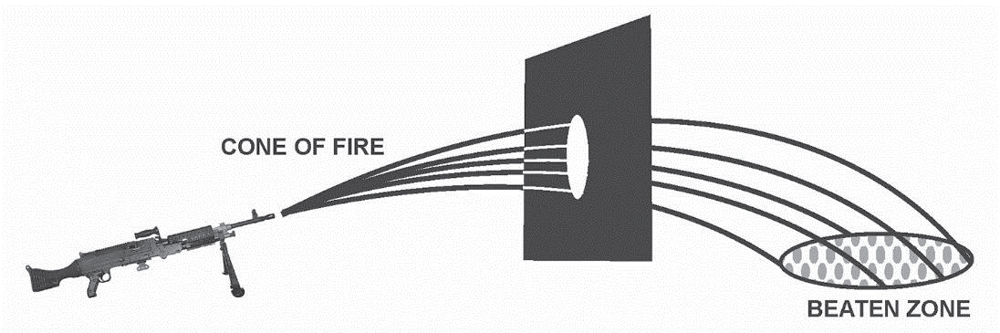 CONE OF FIRE
BEATEN ZONE